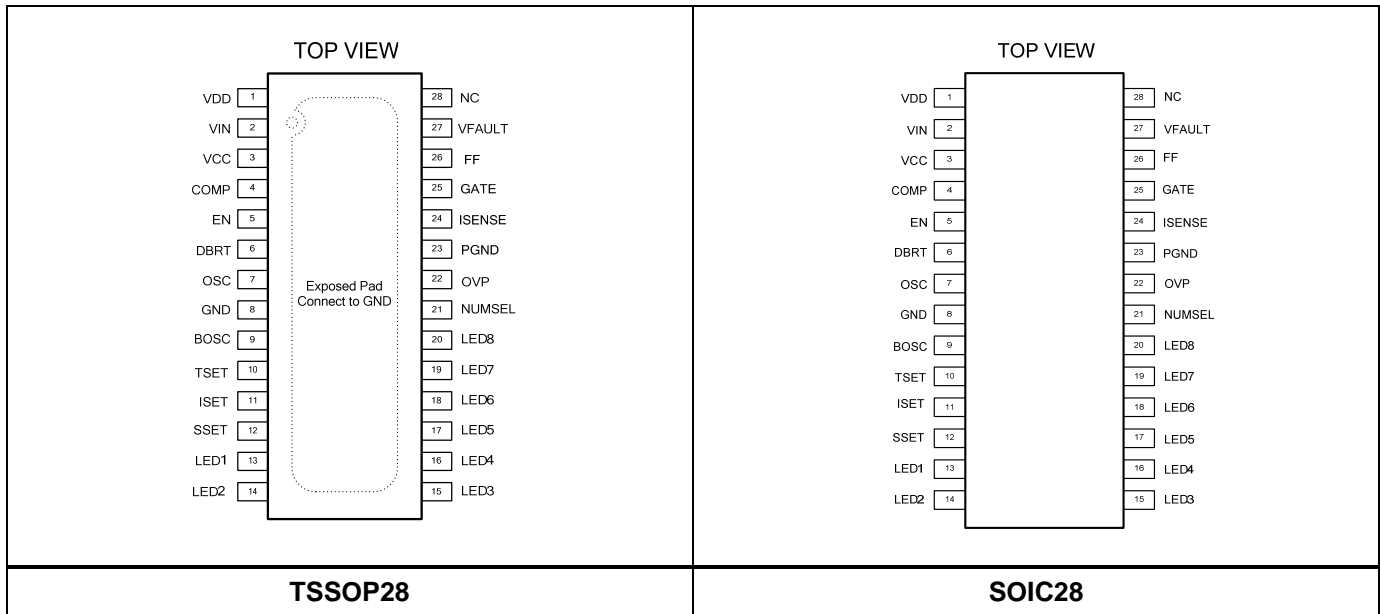 TOP VIEW
VDD 1 28 NC
VIN 2 27 VFAULT
VCC 3 26 FF
COMP 4 25 GATE
EN 5 24 ISENSE
DBRT 6 23 PGND
OSC 7 22 OVP
Exposed Pad
Connect to GND
GND 8 21 NUMSEL
BOSC 9 20 LED8
TSET 10 19 LED7
ISET 11 18 LED6
SSET 12 17 LED5
LED1 13 16 LED4
LED2 14 15 LED3
TSSOP28
TOP VIEW
VDD 1 28 NC
VIN 2 27 VFAULT
VCC 3 26 FF
COMP 4 25 GATE
EN 5 24 ISENSE
DBRT 6 23 PGND
OSC 7 22 OVP
GND 8 21 NUMSEL
BOSC 9 20 LED8
TSET 10 19 LED7
ISET 11 18 LED6
SSET 12 17 LED5
LED1 13 16 LED4
LED2 14 15 LED3
SOIC28